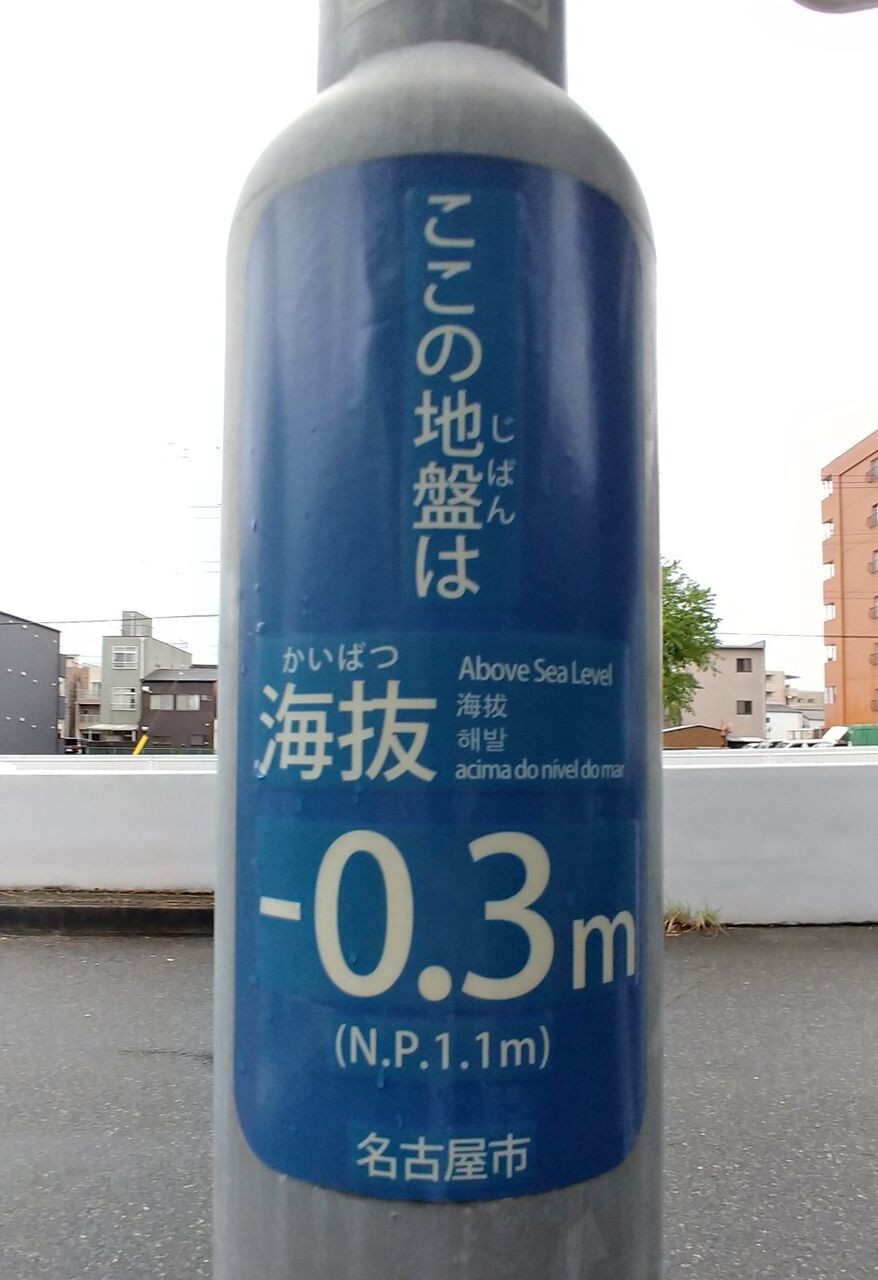 ここの地盤は
じばん
かいばつ
海抜
Above Sea Level
海拔
해발
acima do nível do mar
-0.3m
(N.P.1.1m)
名古屋市